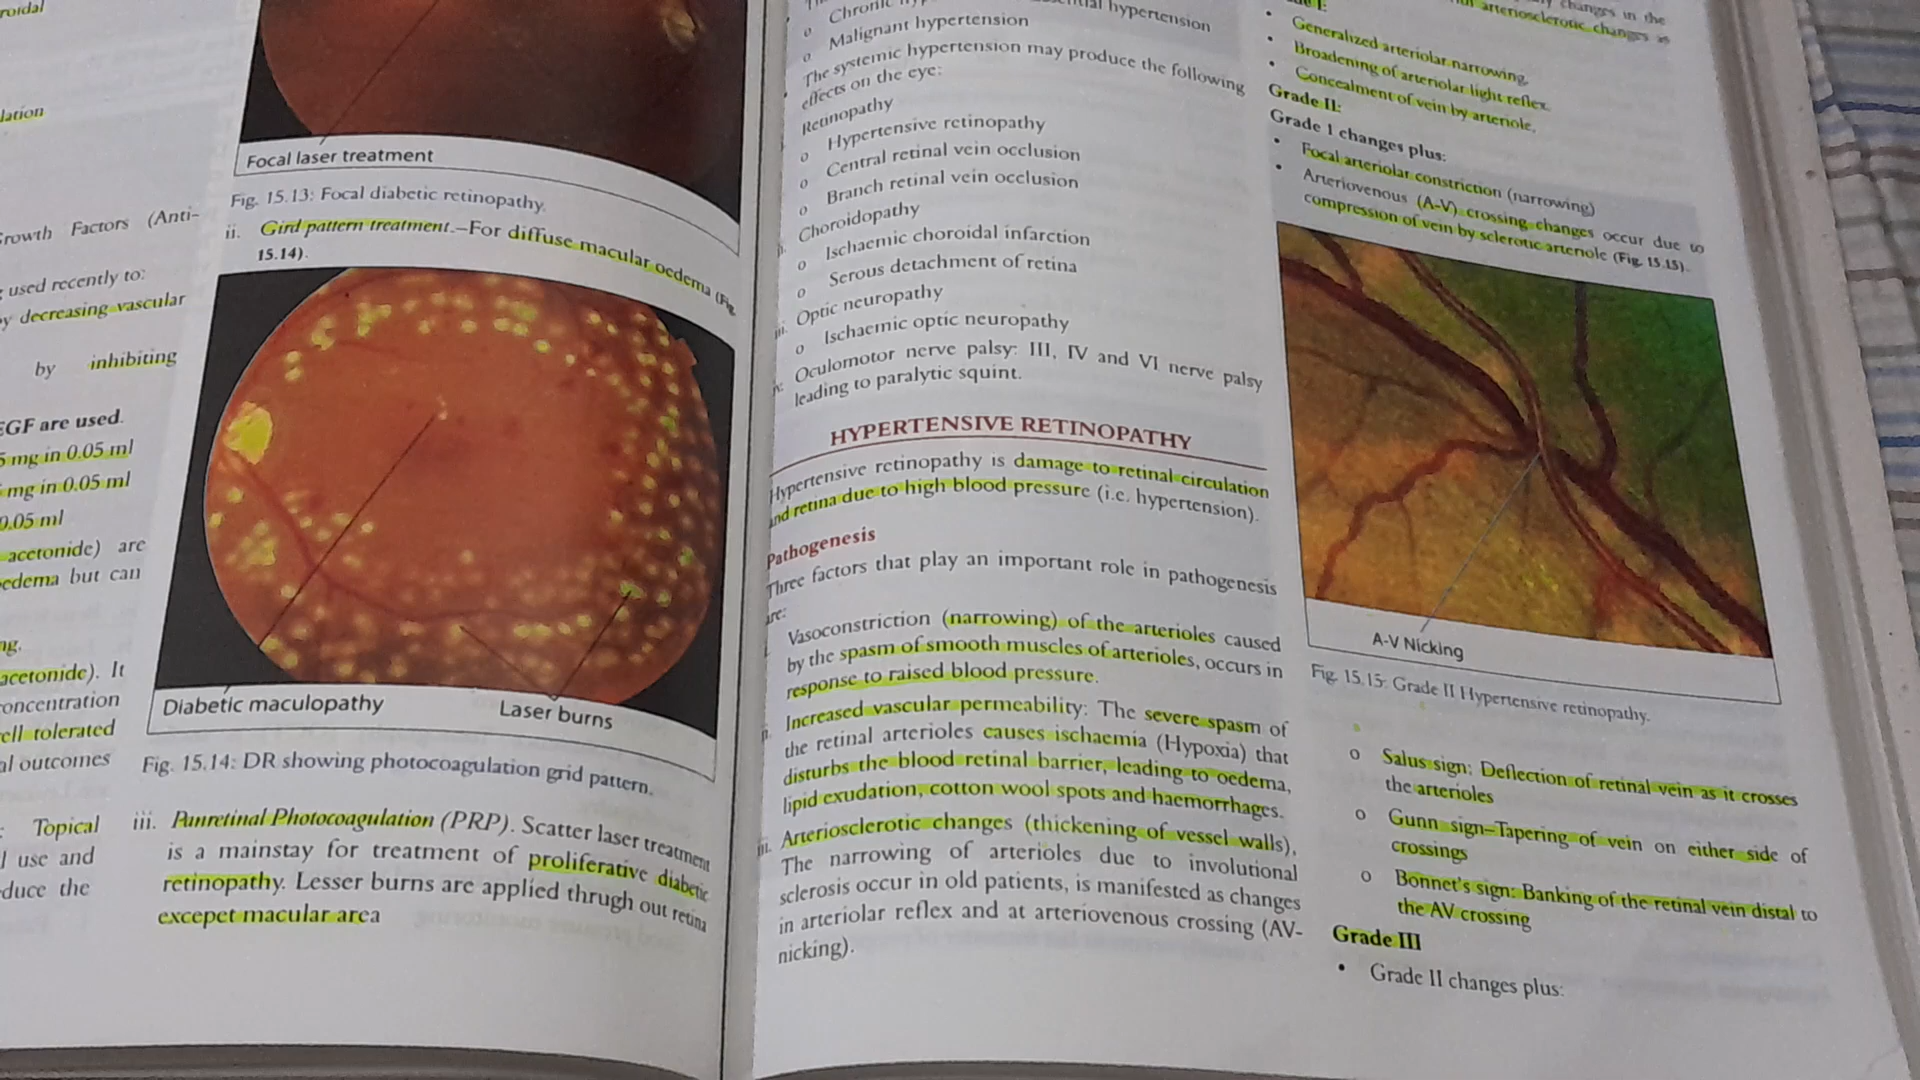 roidal
lation
Growth Factors (Anti-
used recently to:
y decreasing vascular
by inhibiting
EGF are used.
5 mg in 0.05 ml
mg in 0.05 ml
0.05 ml
acetonide) are
oedema but can
ng.
acetonide). It
concentration
ell tolerated
al outcomes
: Topical
l use and
duce the
Focal laser treatment
Fig. 15.13: Focal diabetic retinopathy.
ii. Gird pattern treatment.–For diffuse macular oedema (Fig.
15.14).
Diabetic maculopathy
Laser burns
Fig. 15.14: DR showing photocoagulation grid pattern.
iii. Panretinal Photocoagulation (PRP). Scatter laser treatment
is a mainstay for treatment of proliferative diabetic
retinopathy. Lesser burns are applied thrugh out retina
excepet macular area
o Chronic
hypertension
o Malignant hypertension
The systemic hypertension may produce the following
effects on the eye:
Retinopathy
o Hypertensive retinopathy
o Central retinal vein occlusion
o Branch retinal vein occlusion
ii. Choroidopathy
o Ischaemic choroidal infarction
o Serous detachment of retina
iii. Optic neuropathy
o Ischaemic optic neuropathy
iv. Oculomotor nerve palsy: III, IV and VI nerve palsy
leading to paralytic squint.
HYPERTENSIVE RETINOPATHY
Hypertensive retinopathy is damage to retinal circulation
and retina due to high blood pressure (i.e. hypertension).
Pathogenesis
Three factors that play an important role in pathogenesis
are:
i. Vasoconstriction (narrowing) of the arterioles caused
by the spasm of smooth muscles of arterioles, occurs in
response to raised blood pressure.
ii. Increased vascular permeability: The severe spasm of
the retinal arterioles causes ischaemia (Hypoxia) that
disturbs the blood retinal barrier, leading to oedema,
lipid exudation, cotton wool spots and haemorrhages.
iii. Arteriosclerotic changes (thickening of vessel walls),
The narrowing of arterioles due to involutional
sclerosis occur in old patients, is manifested as changes
in arteriolar reflex and at arteriovenous crossing (AV-
nicking).
changes in the
arteriosclerotic changes
• Generalized arteriolar narrowing.
• Broadening of arteriolar light reflex.
• Concealment of vein by arteriole.
Grade II:
Grade 1 changes plus:
• Focal arteriolar constriction (narrowing)
• Arteriovenous (A-V) crossing changes occur due to
compression of vein by sclerotic arteriole (Fig. 15.15).
A-V Nicking
Fig. 15.15: Grade II Hypertensive retinopathy.
o Salus sign: Deflection of retinal vein as it crosses
the arterioles
o Gunn sign–Tapering of vein on either side of
crossings
o Bonnet's sign: Banking of the retinal vein distal to
the AV crossing
Grade III
• Grade II changes plus: